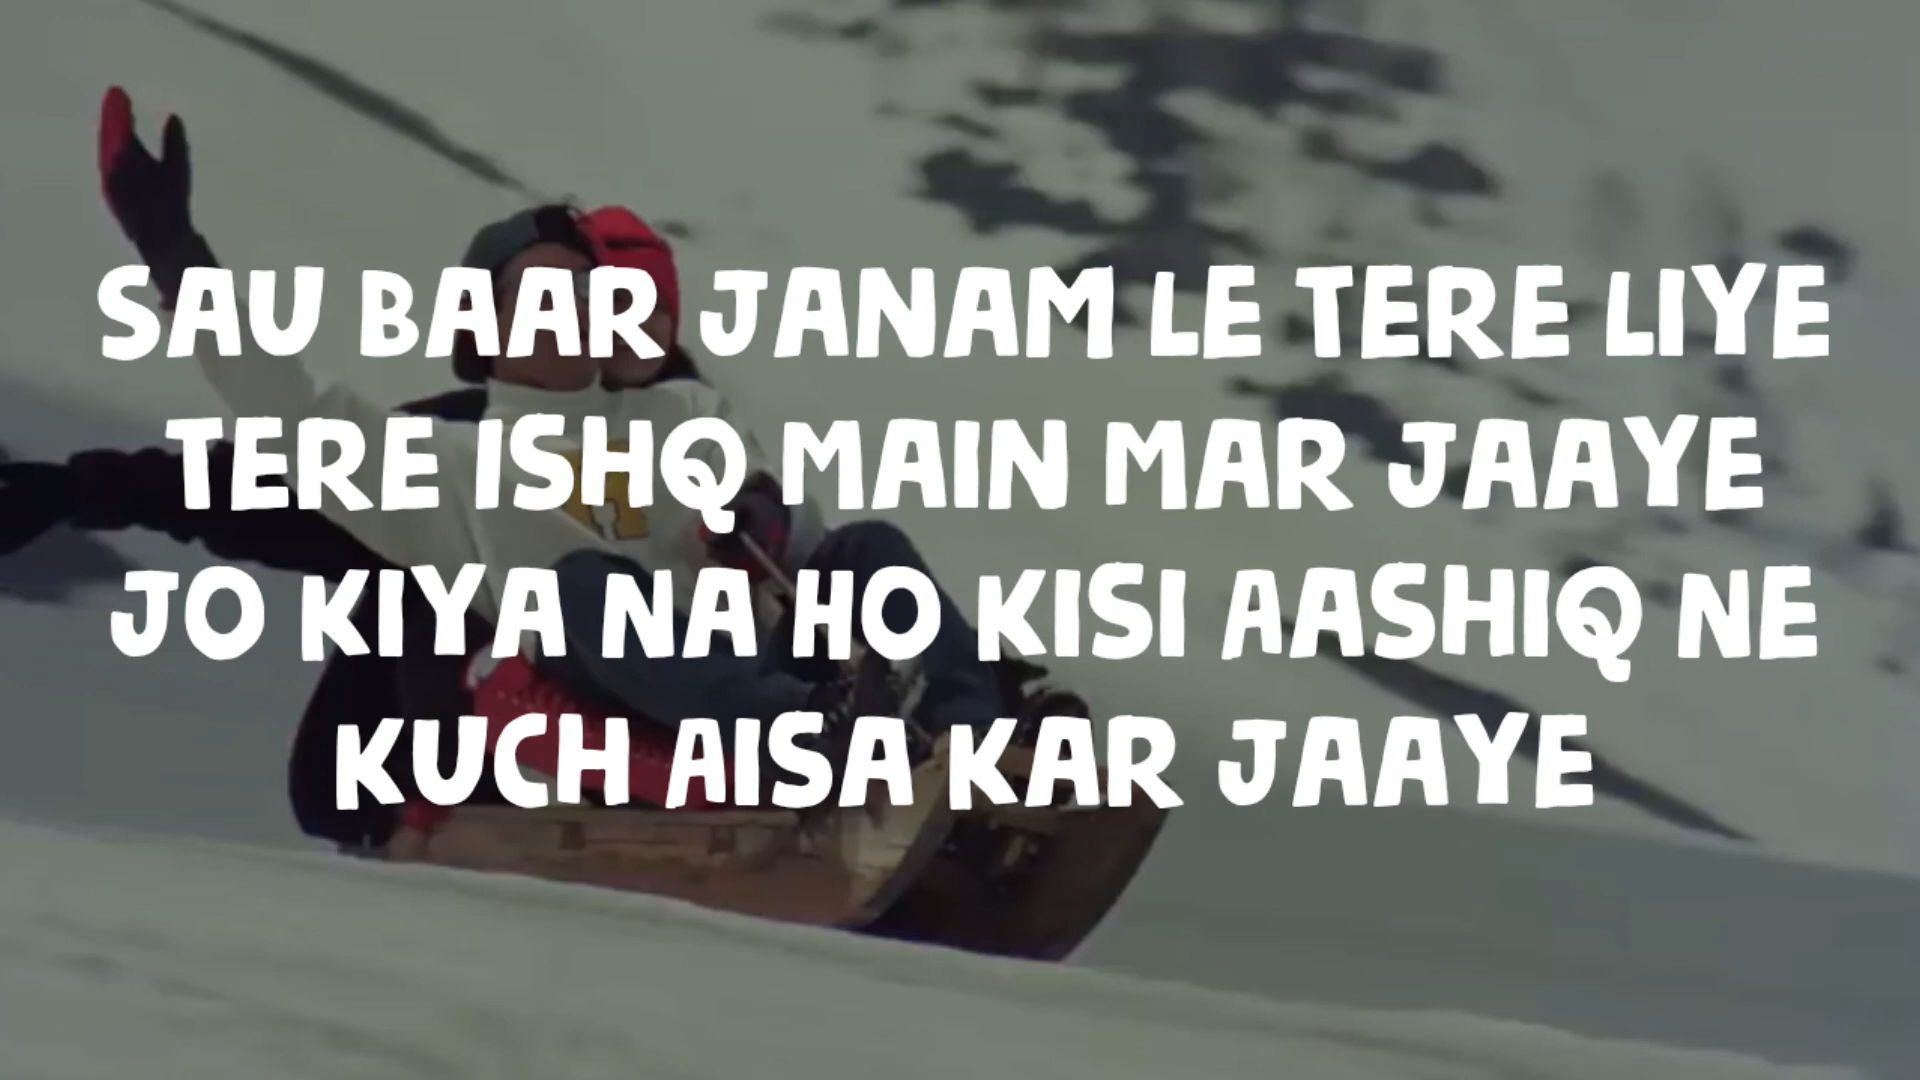 SAU BAAR JANAM LE TERE LIYE
TERE ISHQ MAIN MAR JAAYE
JO KIYA NA HO KISI AASHIQ NE
KUCH AISA KAR JAAYE